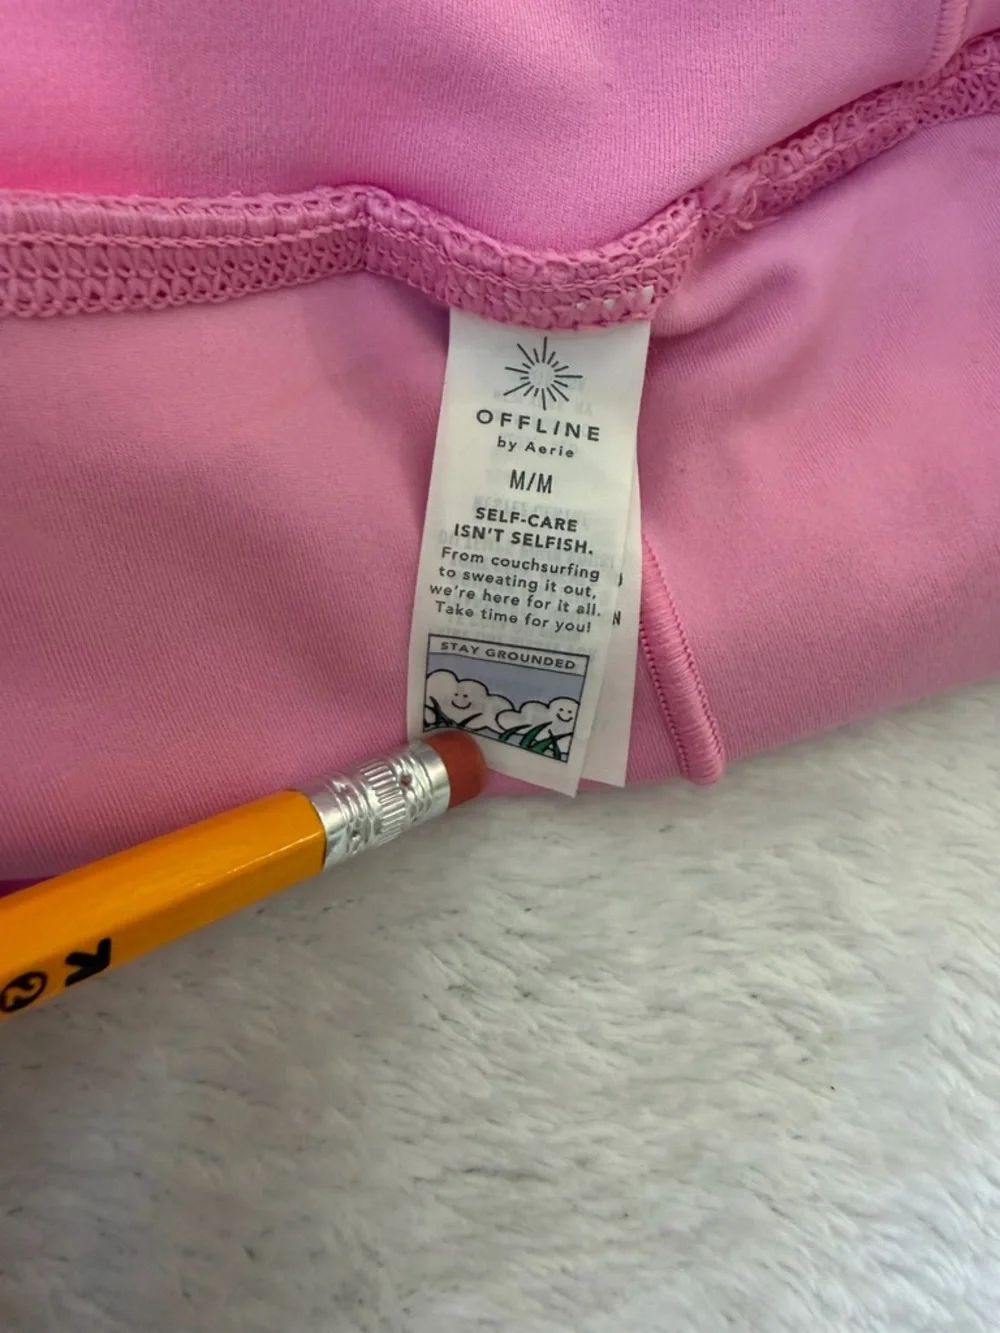 OFFLINE
by Aerie
M/M
SELF-CARE
ISN'T SELFISH.
From couchsurfing
to sweating it out,
we're here for it all.
Take time for you!
STAY GROUNDED
N
2